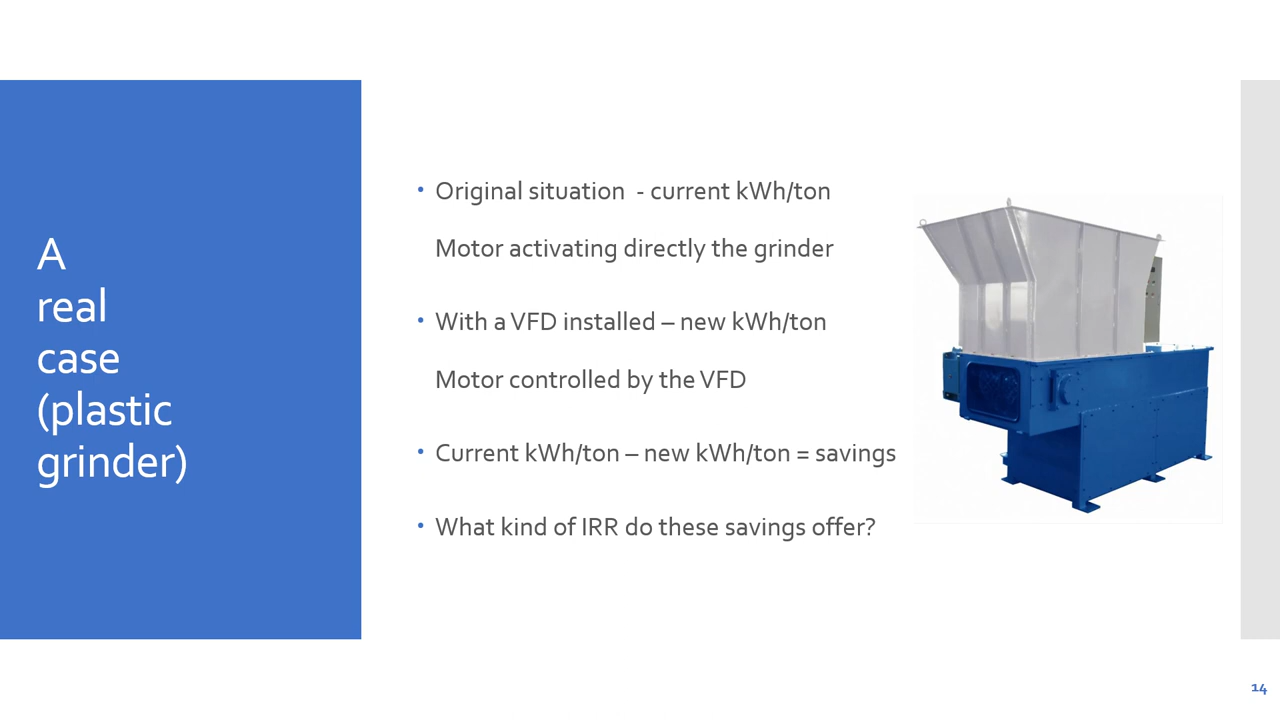 A
real
case
(plastic
grinder)
• Original situation  - current kWh/ton
Motor activating directly the grinder
• With a VFD installed – new kWh/ton
Motor controlled by the VFD
• Current kWh/ton – new kWh/ton = savings
• What kind of IRR do these savings offer?
14